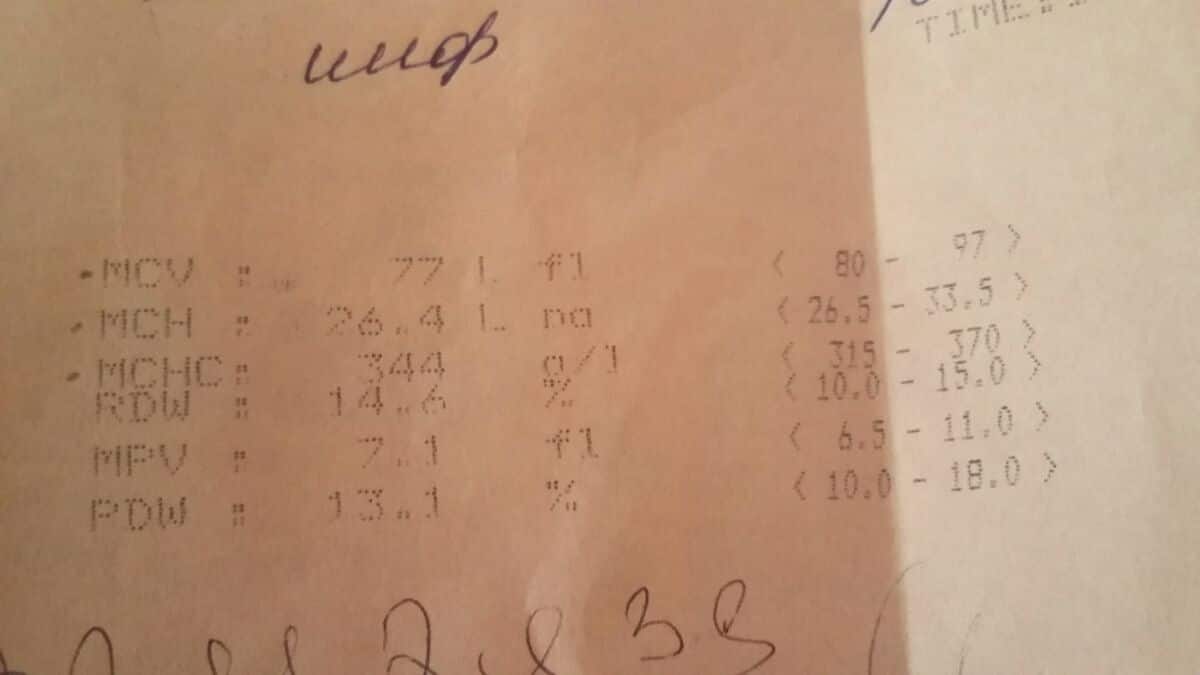 инф
TIME:
MCV : 77 L fl < 80 - 97 >
MCH : 26.4 L pg < 26.5 - 33.5 >
MCHC: 344 g/l < 315 - 370 >
RDW : 14.6 % < 10.0 - 15.0 >
MPV : 7.1 fl < 6.5 - 11.0 >
PDW : 13.1 % < 10.0 - 18.0 >